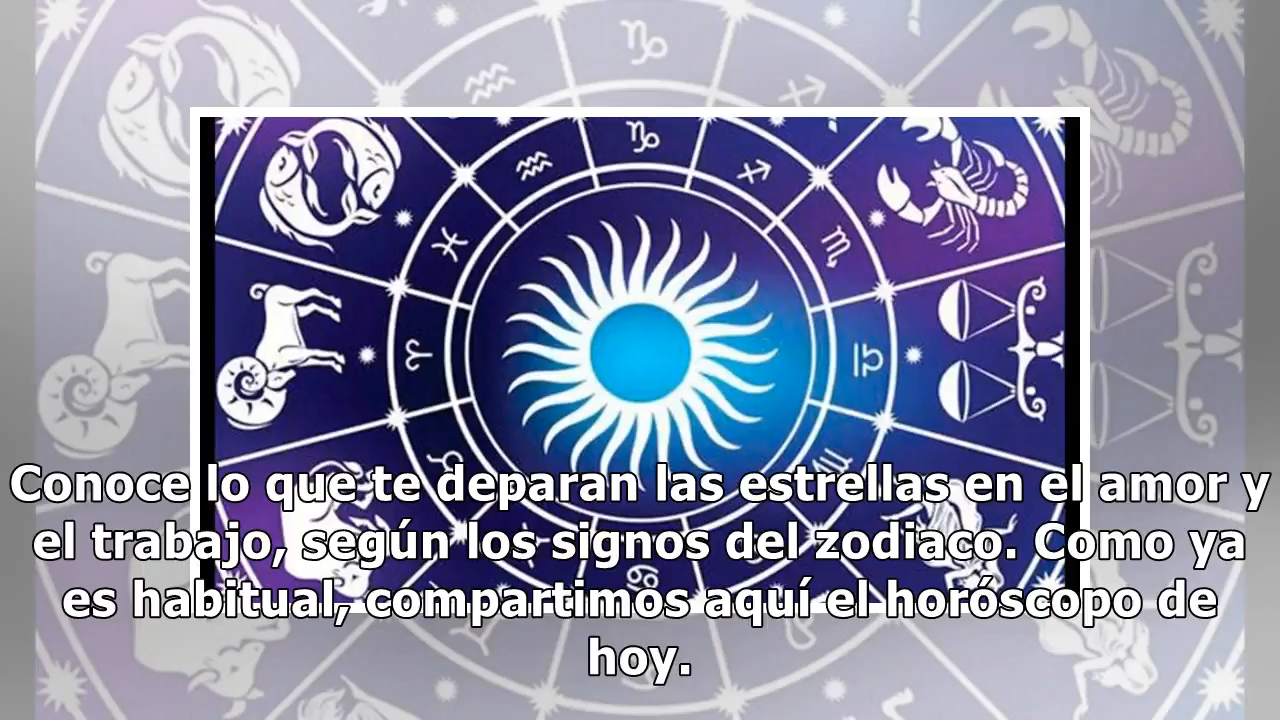 Conoce lo que te deparan las estrellas en el amor y
el trabajo, según los signos del zodiaco. Como ya
es habitual, compartimos aquí el horóscopo de
hoy.